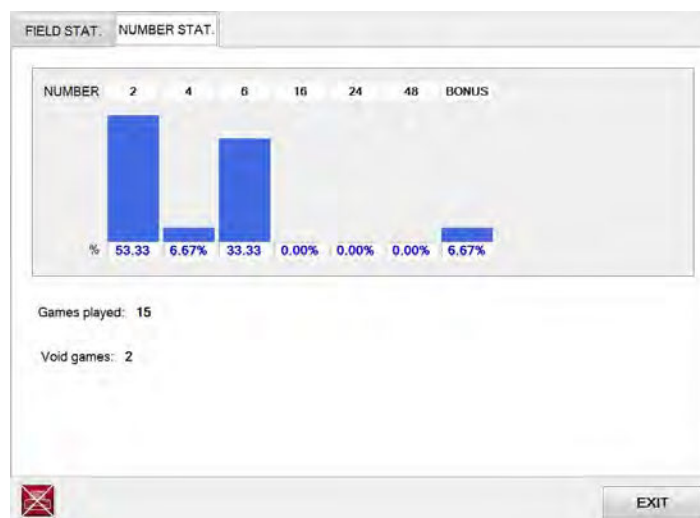 FIELD STAT. NUMBER STAT.
NUMBER 2 4 6 16 24 48 BONUS
% 53.33 6.67% 33.33 0.00% 0.00% 0.00% 6.67%
Games played: 15
Void games: 2
EXIT